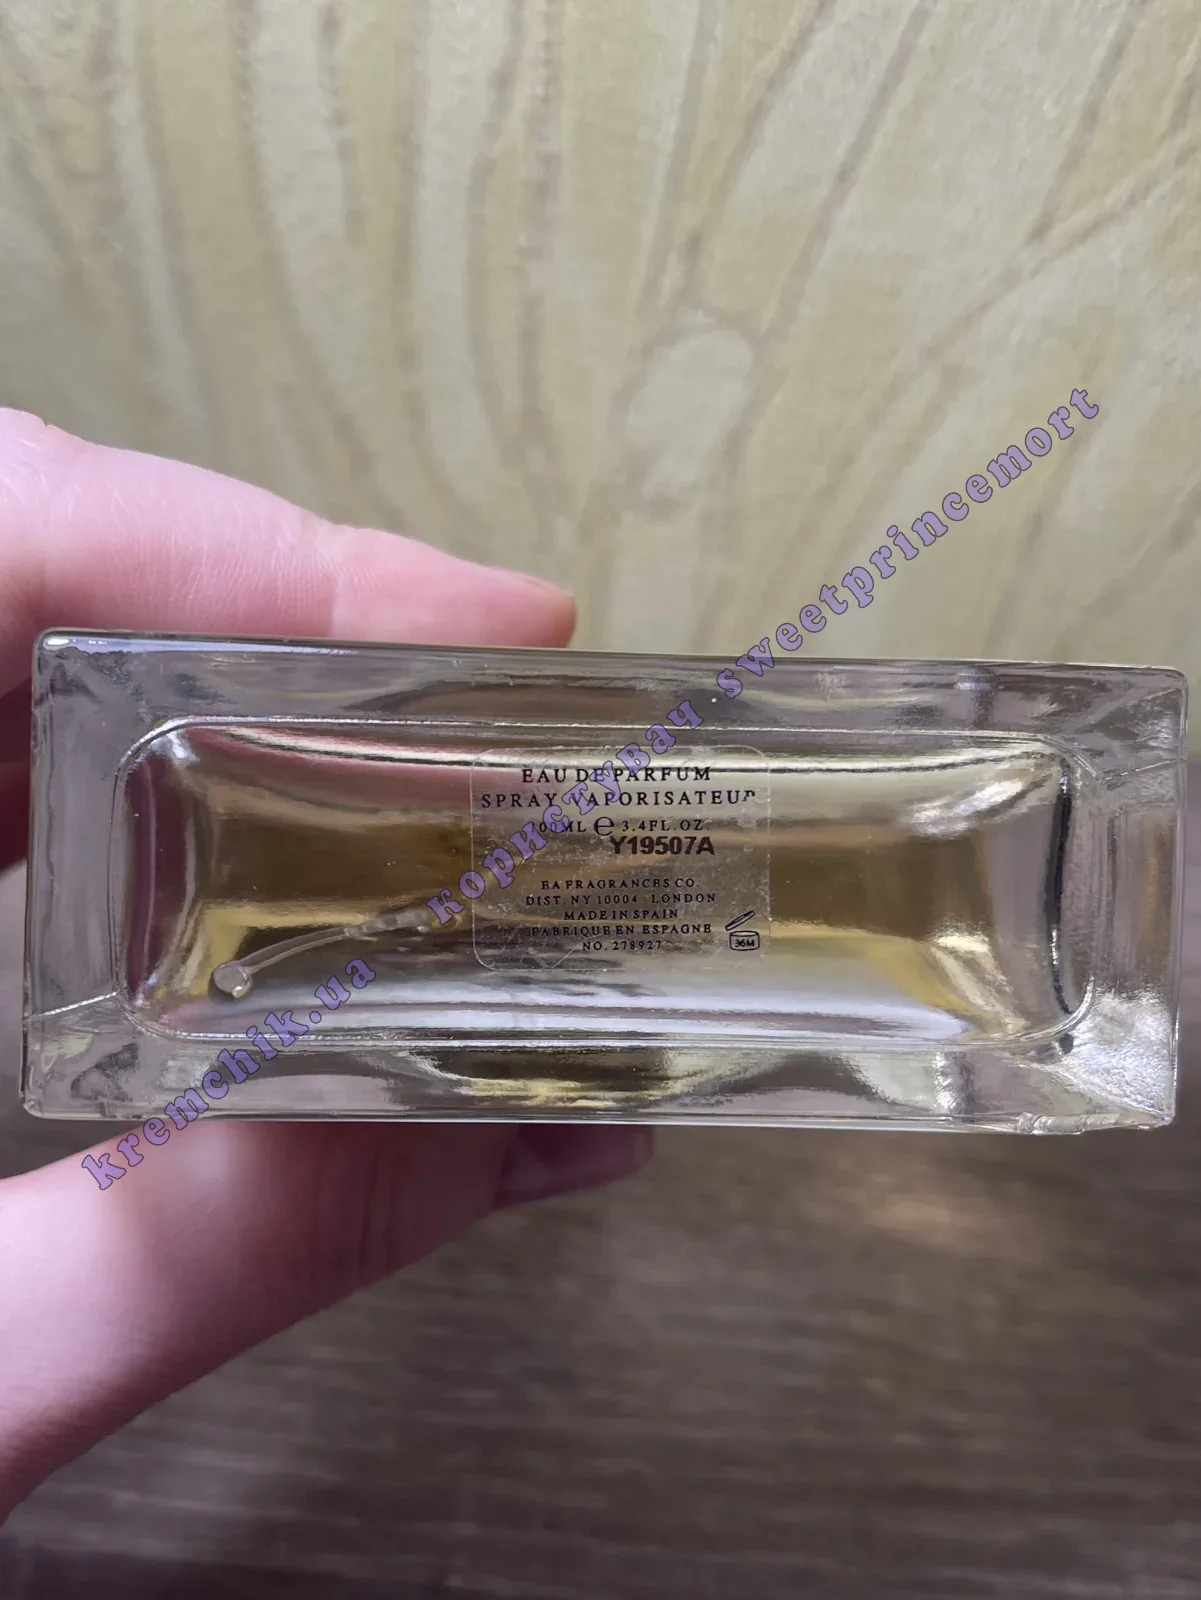 EAU DE PARFUM
SPRAY VAPORISATEUR
100ML ℮ 3.4FL.OZ.
Y19507A
EA FRAGRANCES CO.
DIST. NY 10004 LONDON
MADE IN SPAIN
FABRIQUE EN ESPAGNE
NO. 278927
36M
kremchik.ua користувач sweetprincemort